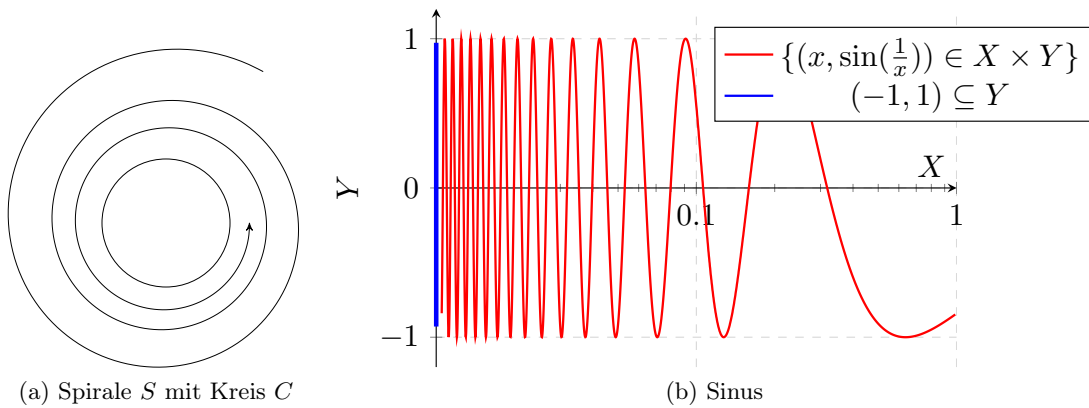 1
0
−1
Y
X
0.1
1
{(x, sin(1/x)) ∈ X × Y}
(−1, 1) ⊆ Y
(a) Spirale S mit Kreis C
(b) Sinus